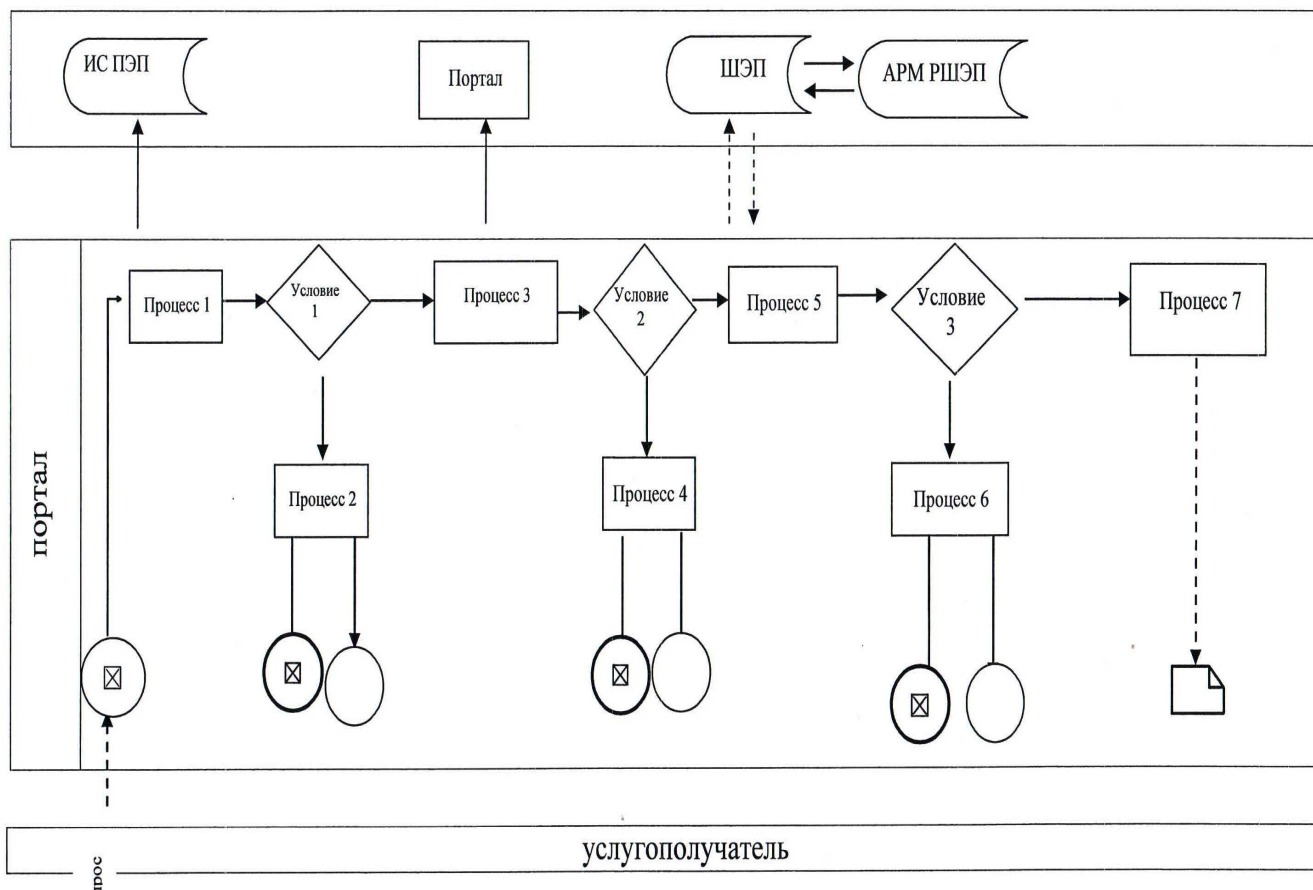 ИС ПЭП
Портал
ШЭП
АРМ РШЭП
Процесс 1
Условие
1
Процесс 3
Условие
2
Процесс 5
Условие
3
Процесс 7
Процесс 2
Процесс 4
Процесс 6
портал
услугополучатель